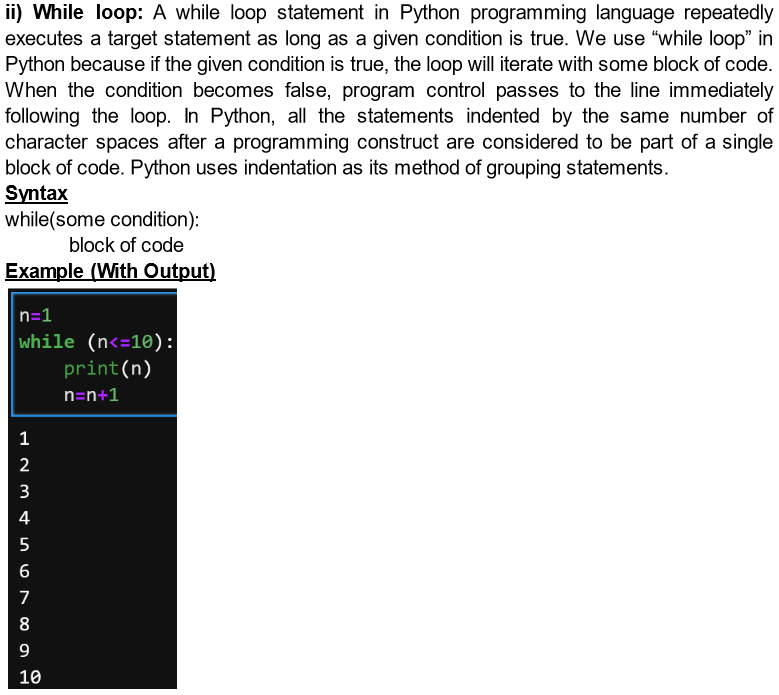 ii) While loop: A while loop statement in Python programming language repeatedly
executes a target statement as long as a given condition is true. We use “while loop” in
Python because if the given condition is true, the loop will iterate with some block of code.
When the condition becomes false, program control passes to the line immediately
following the loop. In Python, all the statements indented by the same number of
character spaces after a programming construct are considered to be part of a single
block of code. Python uses indentation as its method of grouping statements.
Syntax
while(some condition):
block of code
Example (With Output)
n=1
while (n<=10):
    print(n)
    n=n+1
1
2
3
4
5
6
7
8
9
10